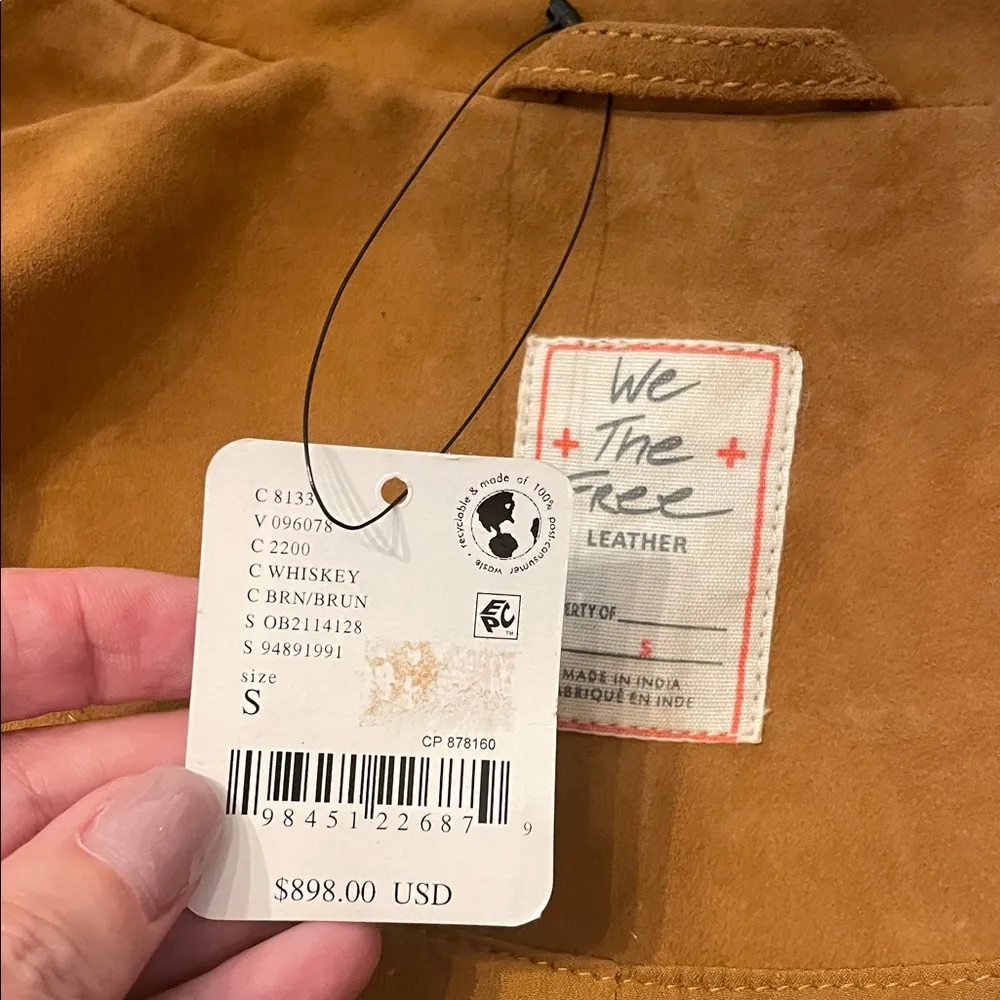 C 8133
V 096078
C 2200
C WHISKEY
C BRN/BRUN
S OB2114128
S 94891991
size
S
recyclable & made of 100% post-consumer waste
EPC
TM
CP 878160
98451 22687 9
$898.00 USD
We
+ The +
Free
LEATHER
ERTY OF
S
MADE IN INDIA
ABRIQUÉ EN INDE